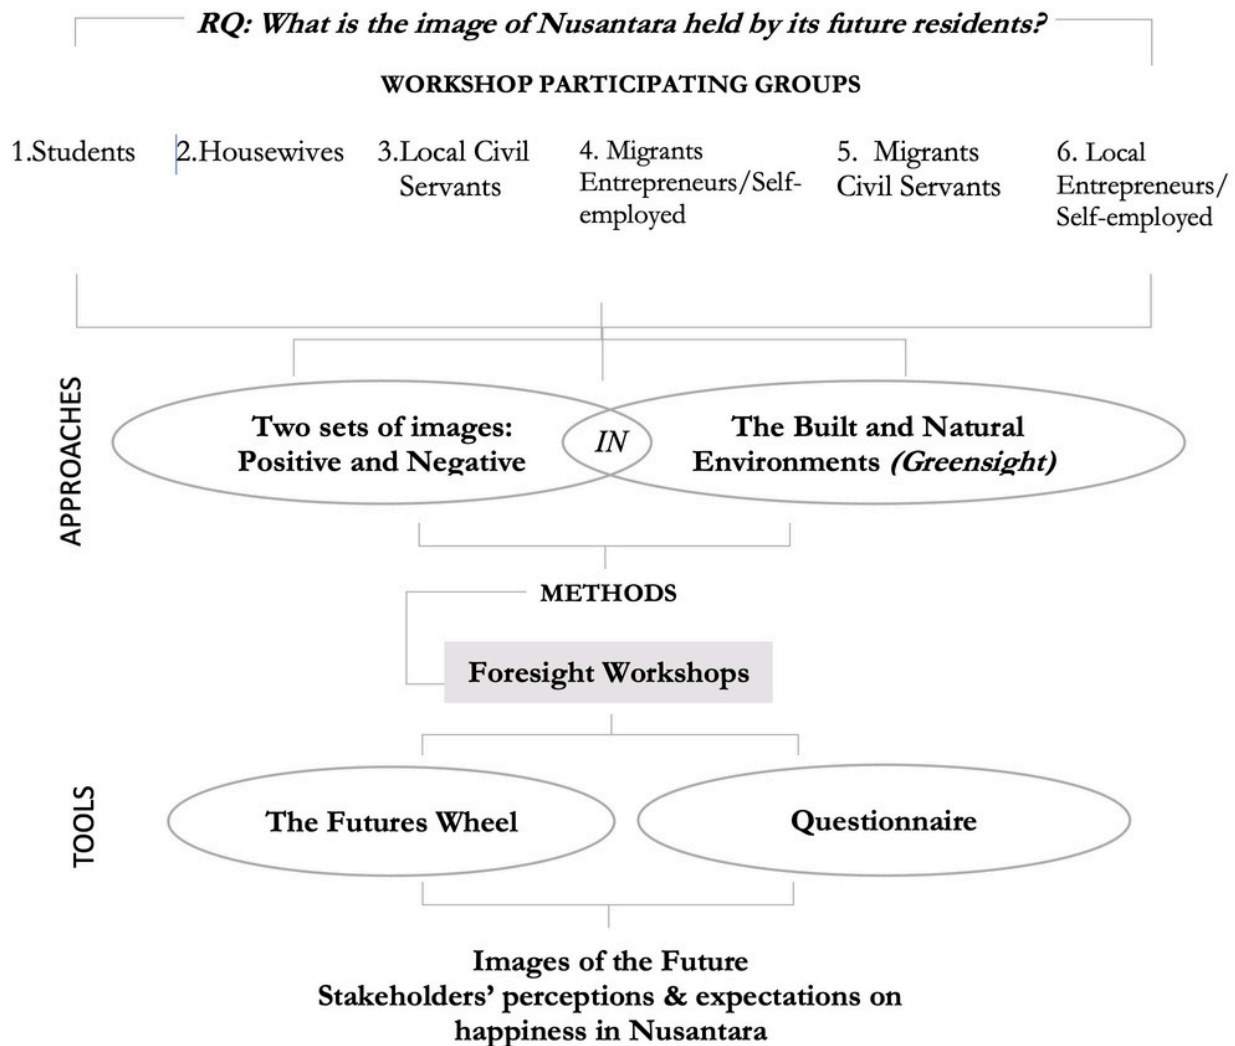 RQ: What is the image of Nusantara held by its future residents?
WORKSHOP PARTICIPATING GROUPS
1.Students
2.Housewives
3.Local Civil
Servants
4. Migrants
Entrepreneurs/Self-
employed
5. Migrants
Civil Servants
6. Local
Entrepreneurs/
Self-employed
APPROACHES
Two sets of images:
Positive and Negative
IN
The Built and Natural
Environments (Greensight)
METHODS
Foresight Workshops
TOOLS
The Futures Wheel
Questionnaire
Images of the Future
Stakeholders' perceptions & expectations on
happiness in Nusantara